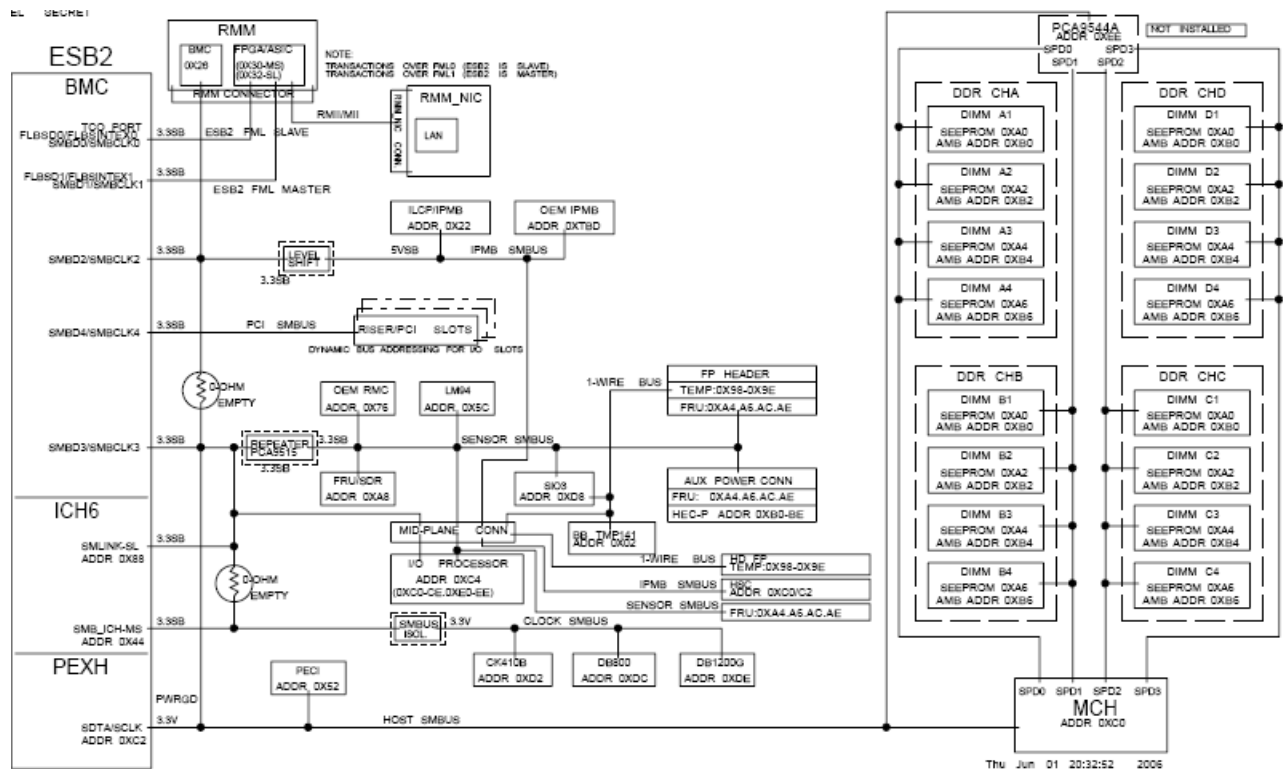 EL SECRET
ESB2
BMC
TCO PORT
FLBSD0/FLBSINTEX0
SMBD0/SMBCLK0
FLBSD1/FLBSINTEX1
SMBD1/SMBCLK1
SMBD2/SMBCLK2
SMBD4/SMBCLK4
SMBD3/SMBCLK3
ICH6
SMLINK-SL
ADDR 0X88
SMB_ICH-MS
ADDR 0X44
PEXH
SDTA/SCLK
ADDR 0XC2
RMM
BMC
0X26
FPGA/ASIC
(0X30-MS)
(0X32-SL)
RMM CONNECTOR
NOTE:
TRANSACTIONS OVER FML0 (ESB2 IS SLAVE)
TRANSACTIONS OVER FML1 (ESB2 IS MASTER)
3.3SB
ESB2 FML SLAVE
3.3SB
ESB2 FML MASTER
RMII/MII
RMM_NIC CONN.
RMM_NIC
LAN
3.3SB
LEVEL
SHIFT
3.3SB
5VSB
IPMB SMBUS
ILCP/IPMB
ADDR 0X22
OEM IPMB
ADDR 0XTBD
3.3SB
PCI SMBUS
RISER/PCI SLOTS
DYNAMIC BUS ADDRESSING FOR I/O SLOTS
0-OHM
EMPTY
3.3SB
REPEATER
PCA9515
3.3SB
3.3SB
OEM RMC
ADDR 0X76
LM94
ADDR 0X5C
SENSOR SMBUS
FRU/SDR
ADDR 0XA8
SIO3
ADDR 0XD8
1-WIRE BUS
FP HEADER
TEMP:0X98-0X9E
FRU:0XA4.A6.AC.AE
AUX POWER CONN
FRU: 0XA4.A6.AC.AE
HEC-P ADDR 0XB0-BE
MID-PLANE CONN
BB TMP141
ADDR 0X02
3.3SB
0-OHM
EMPTY
I/O PROCESSOR
ADDR 0XC4
(0XC0-CE.0XE0-EE)
1-WIRE BUS
HD FP
TEMP:0X98-0X9E
IPMB SMBUS
HSC
ADDR 0XC0/C2
SENSOR SMBUS
FRU:0XA4.A6.AC.AE
3.3SB
SMBUS
ISOL.
3.3V
CLOCK SMBUS
CK410B
ADDR 0XD2
DB800
ADDR 0XDC
DB1200G
ADDR 0XDE
PECI
ADDR 0X52
PWRGD
3.3V
HOST SMBUS
PCA9544A
ADDR 0XEE
SPD0 SPD3
SPD1 SPD2
NOT INSTALLED
DDR CHA
DIMM A1
SEEPROM 0XA0
AMB ADDR 0XB0
DIMM A2
SEEPROM 0XA2
AMB ADDR 0XB2
DIMM A3
SEEPROM 0XA4
AMB ADDR 0XB4
DIMM A4
SEEPROM 0XA6
AMB ADDR 0XB6
DDR CHD
DIMM D1
SEEPROM 0XA0
AMB ADDR 0XB0
DIMM D2
SEEPROM 0XA2
AMB ADDR 0XB2
DIMM D3
SEEPROM 0XA4
AMB ADDR 0XB4
DIMM D4
SEEPROM 0XA6
AMB ADDR 0XB6
DDR CHB
DIMM B1
SEEPROM 0XA0
AMB ADDR 0XB0
DIMM B2
SEEPROM 0XA2
AMB ADDR 0XB2
DIMM B3
SEEPROM 0XA4
AMB ADDR 0XB4
DIMM B4
SEEPROM 0XA6
AMB ADDR 0XB6
DDR CHC
DIMM C1
SEEPROM 0XA0
AMB ADDR 0XB0
DIMM C2
SEEPROM 0XA2
AMB ADDR 0XB2
DIMM C3
SEEPROM 0XA4
AMB ADDR 0XB4
DIMM C4
SEEPROM 0XA6
AMB ADDR 0XB6
SPD0 SPD1 SPD2 SPD3
MCH
ADDR 0XC0
Thu Jun 01 20:32:52 2006